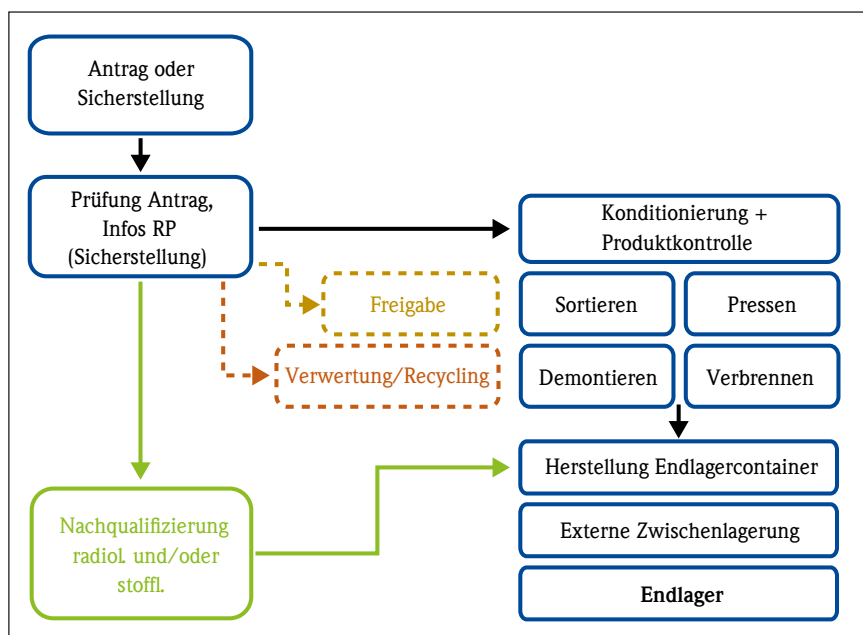 Antrag oder
Sicherstellung
Prüfung Antrag,
Infos RP
(Sicherstellung)
Konditionierung +
Produktkontrolle
Freigabe
Sortieren
Pressen
Verwertung/Recycling
Demontieren
Verbrennen
Herstellung Endlagercontainer
Nachqualifizierung
radiol. und/oder
stoffl.
Externe Zwischenlagerung
Endlager